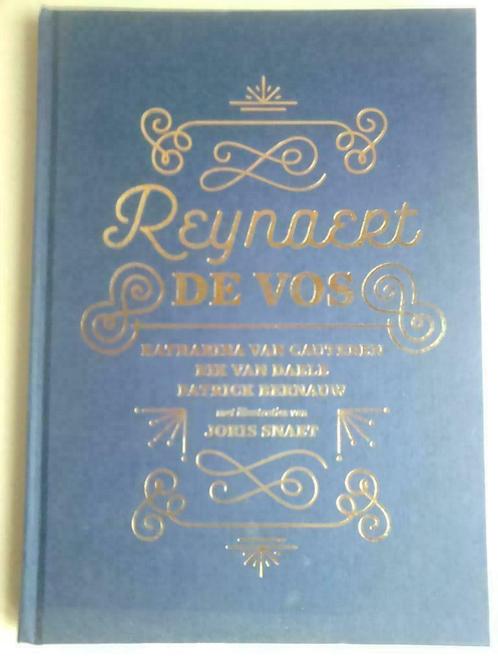 Reynaert
DE VOS
KATHARINA VAN CAUTEREN
RIK VAN DAELE
PATRICK BERNAUW
met illustraties van
JORIS SNAET